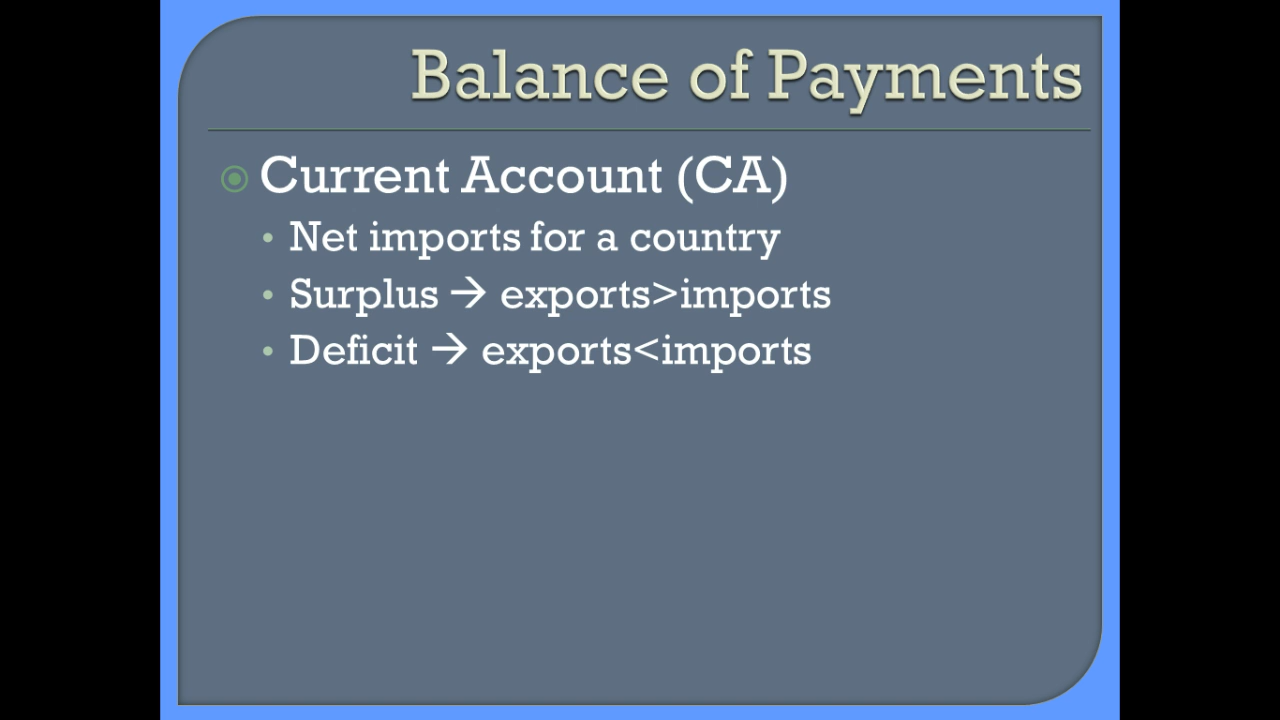 Balance of Payments
Current Account (CA)
• Net imports for a country
• Surplus → exports>imports
• Deficit → exports<imports